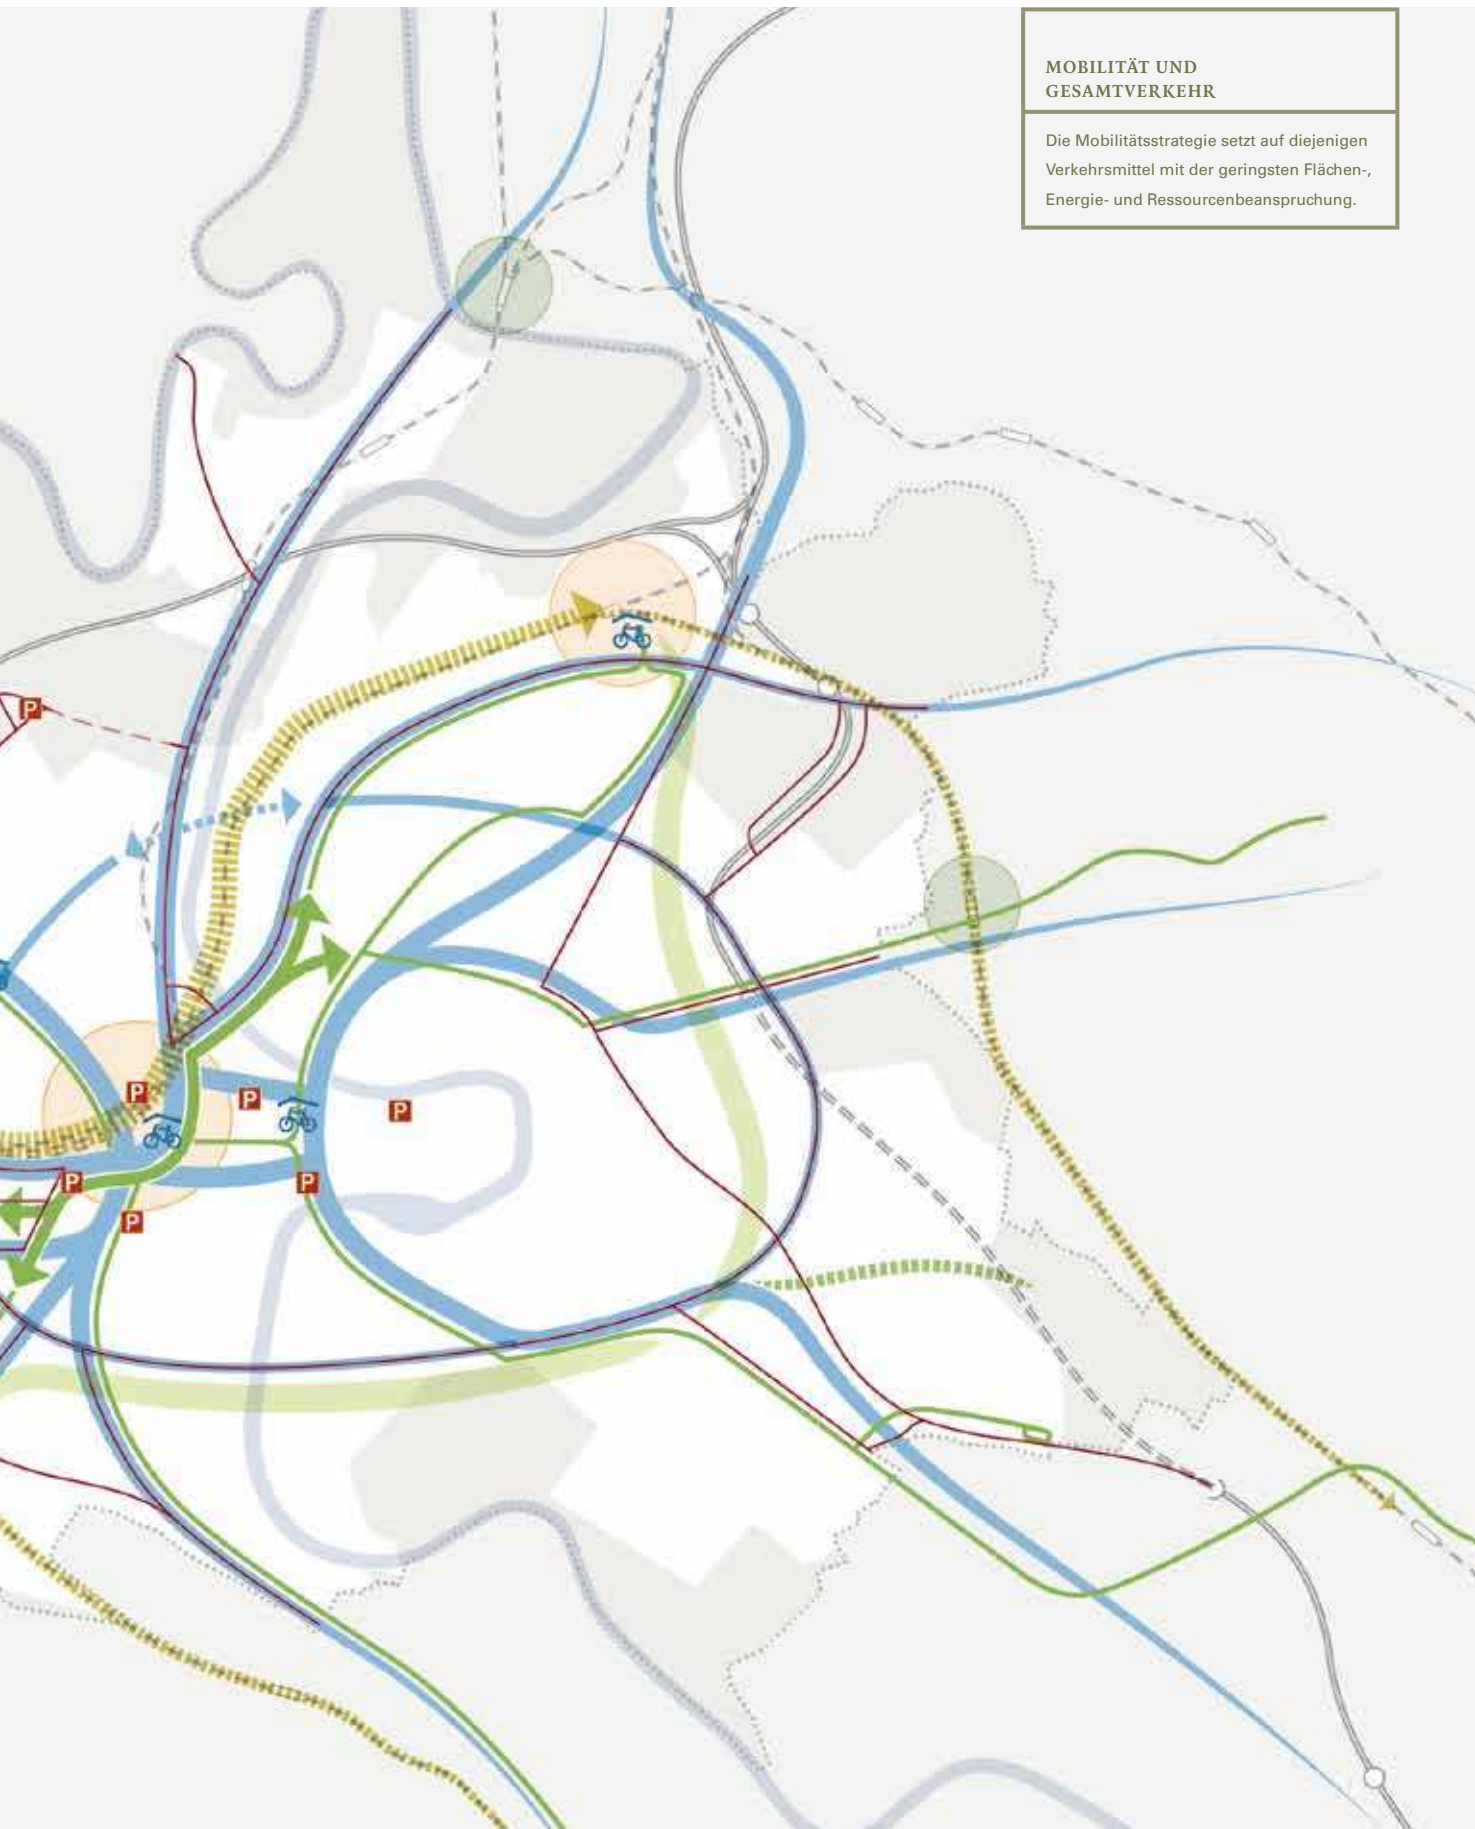 MOBILITÄT UND
GESAMTVERKEHR
Die Mobilitätsstrategie setzt auf diejenigen
Verkehrsmittel mit der geringsten Flächen-,
Energie- und Ressourcenbeanspruchung.
P
P
P
P
P
P
P